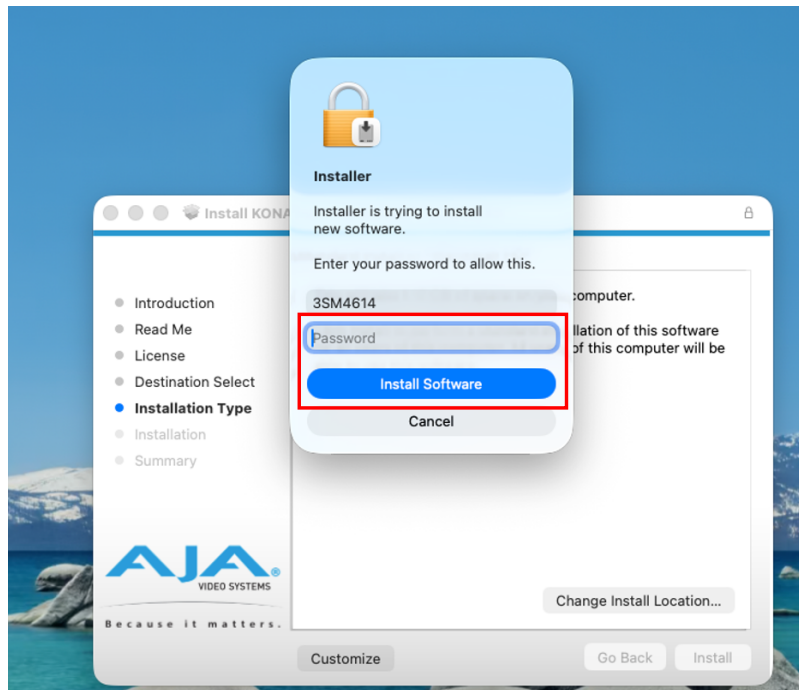 Installer
Installer is trying to install
new software.
Enter your password to allow this.
3SM4614
Password
Install Software
Cancel
Install KONA
Introduction
Read Me
License
Destination Select
Installation Type
Installation
Summary
computer.
llation of this software
of this computer will be
AJA®
VIDEO SYSTEMS
Because it matters.
Change Install Location...
Customize
Go Back
Install